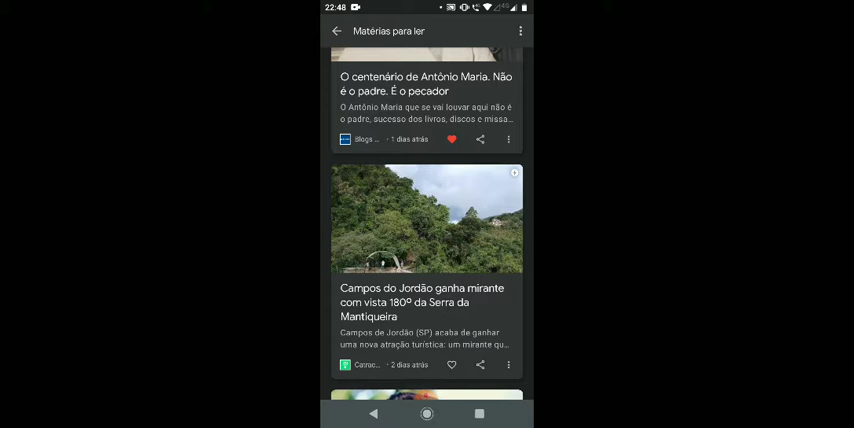 22:48
4G
Matérias para ler
O centenário de Antônio Maria. Não
é o padre. É o pecador
O Antônio Maria que se vai louvar aqui não é
o padre, sucesso dos livros, discos e missa...
Blogs ... · 1 dias atrás
Campos do Jordão ganha mirante
com vista 180º da Serra da
Mantiqueira
Campos de Jordão (SP) acaba de ganhar
uma nova atração turística: um mirante qu...
Catrac... · 2 dias atrás